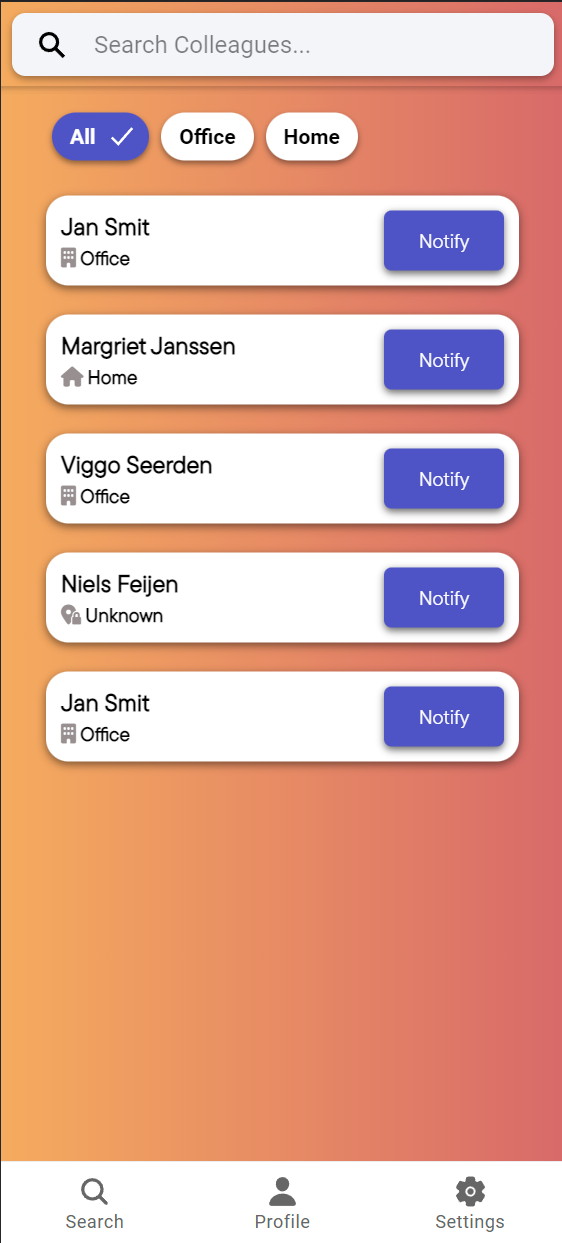 Search Colleagues...
All Office Home
Jan Smit
Office
Notify
Margriet Janssen
Home
Notify
Viggo Seerden
Office
Notify
Niels Feijen
Unknown
Notify
Jan Smit
Office
Notify
Search Profile Settings